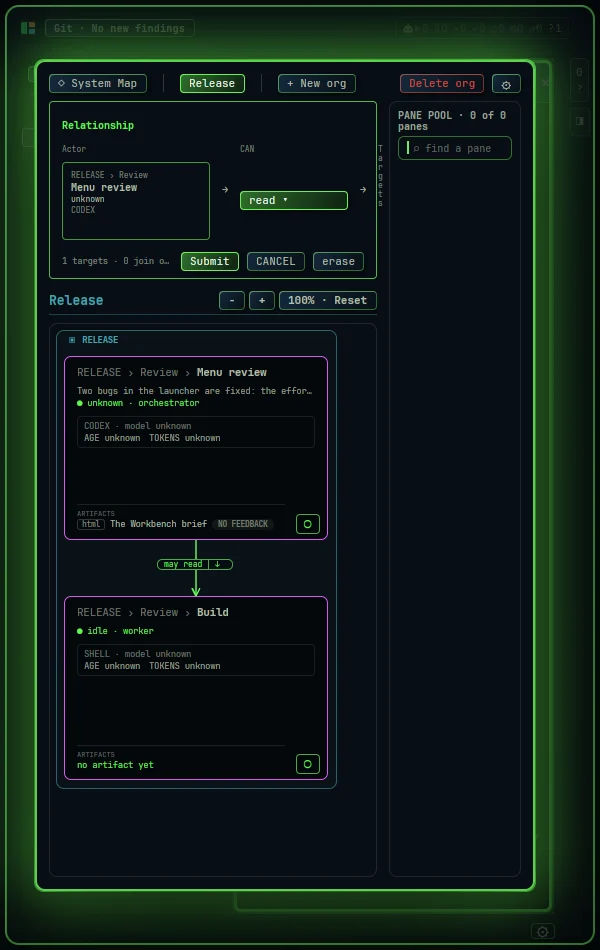 Git · No new findings
◇ System Map
Release
+ New org
Delete org
Relationship
Actor
CAN
Targets
RELEASE › Review
Menu review
unknown
CODEX
→
read ▾
→
1 targets · 0 join o…
Submit
CANCEL
erase
PANE POOL · 0 of 0
panes
⌕ find a pane
Release
-
+
100% · Reset
▣ RELEASE
RELEASE › Review › Menu review
Two bugs in the launcher are fixed: the effor…
● unknown · orchestrator
CODEX · model unknown
AGE unknown TOKENS unknown
ARTIFACTS
html The Workbench brief NO FEEDBACK
may read | ↓
RELEASE › Review › Build
● idle · worker
SHELL · model unknown
AGE unknown TOKENS unknown
ARTIFACTS
no artifact yet